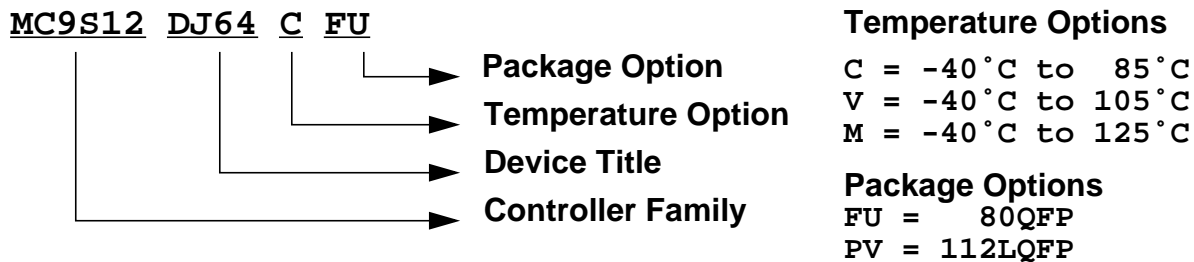 MC9S12 DJ64 C FU
Package Option
Temperature Option
Device Title
Controller Family
Temperature Options
C = -40˚C to 85˚C
V = -40˚C to 105˚C
M = -40˚C to 125˚C
Package Options
FU = 80QFP
PV = 112LQFP